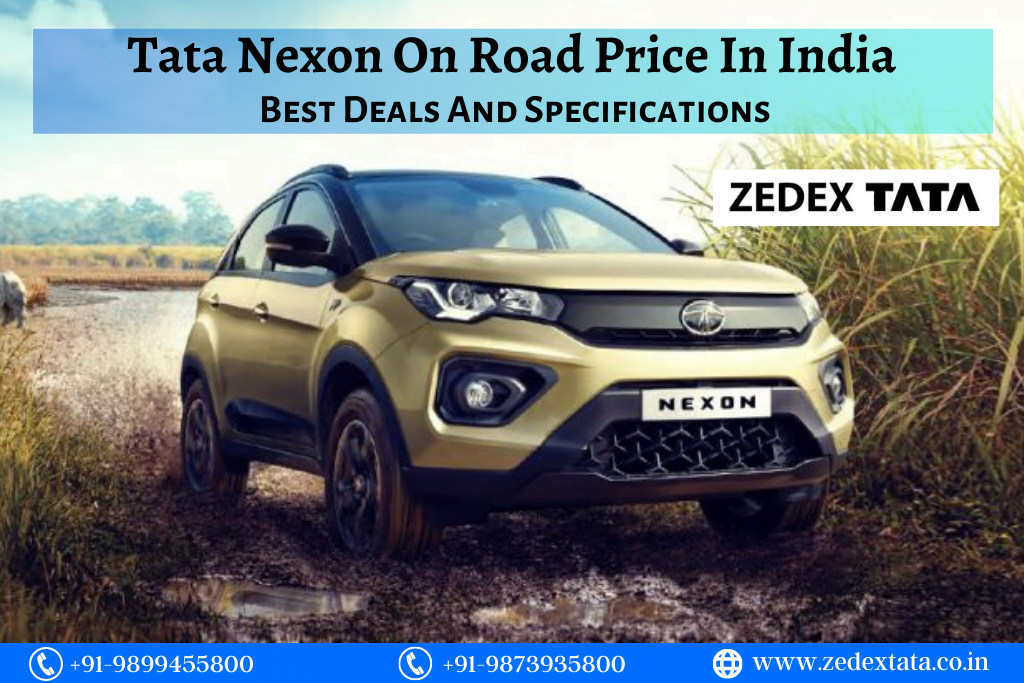 Tata Nexon On Road Price In India
Best Deals And Specifications
ZEDEX TATA
NEXON
+91-9899455800
+91-9873935800
www.zedextata.co.in